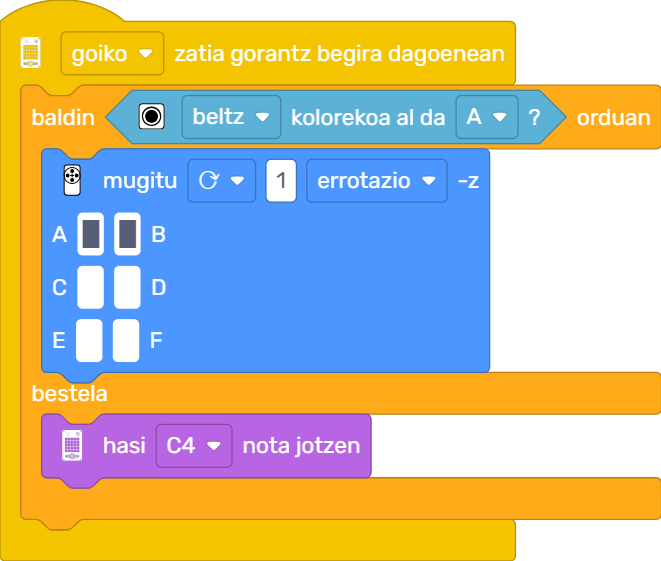 goiko zatia gorantz begira dagoenean
baldin beltz kolorekoa al da A ? orduan
mugitu 1 errotazio -z
A B
C D
E F
bestela
hasi C4 nota jotzen